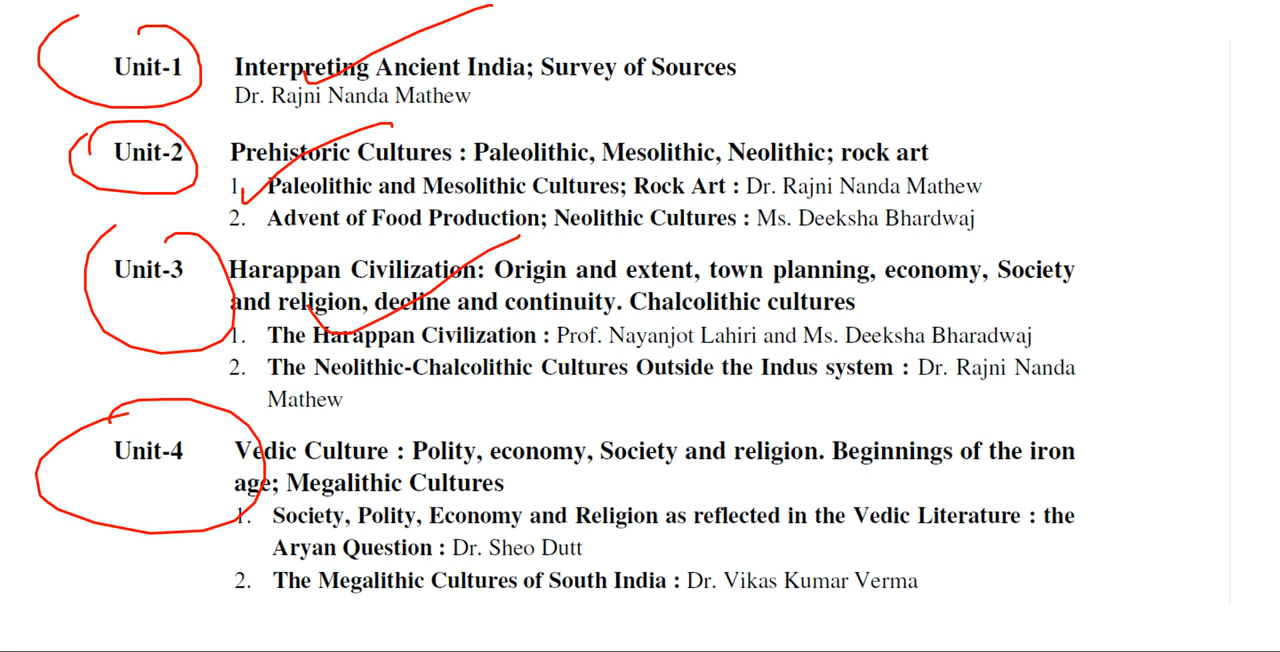 Unit-1 Interpreting Ancient India; Survey of Sources
Dr. Rajni Nanda Mathew
Unit-2 Prehistoric Cultures : Paleolithic, Mesolithic, Neolithic; rock art
1. Paleolithic and Mesolithic Cultures; Rock Art : Dr. Rajni Nanda Mathew
2. Advent of Food Production; Neolithic Cultures : Ms. Deeksha Bhardwaj
Unit-3 Harappan Civilization: Origin and extent, town planning, economy, Society
and religion, decline and continuity. Chalcolithic cultures
1. The Harappan Civilization : Prof. Nayanjot Lahiri and Ms. Deeksha Bharadwaj
2. The Neolithic-Chalcolithic Cultures Outside the Indus system : Dr. Rajni Nanda
Mathew
Unit-4 Vedic Culture : Polity, economy, Society and religion. Beginnings of the iron
age; Megalithic Cultures
1. Society, Polity, Economy and Religion as reflected in the Vedic Literature : the
Aryan Question : Dr. Sheo Dutt
2. The Megalithic Cultures of South India : Dr. Vikas Kumar Verma